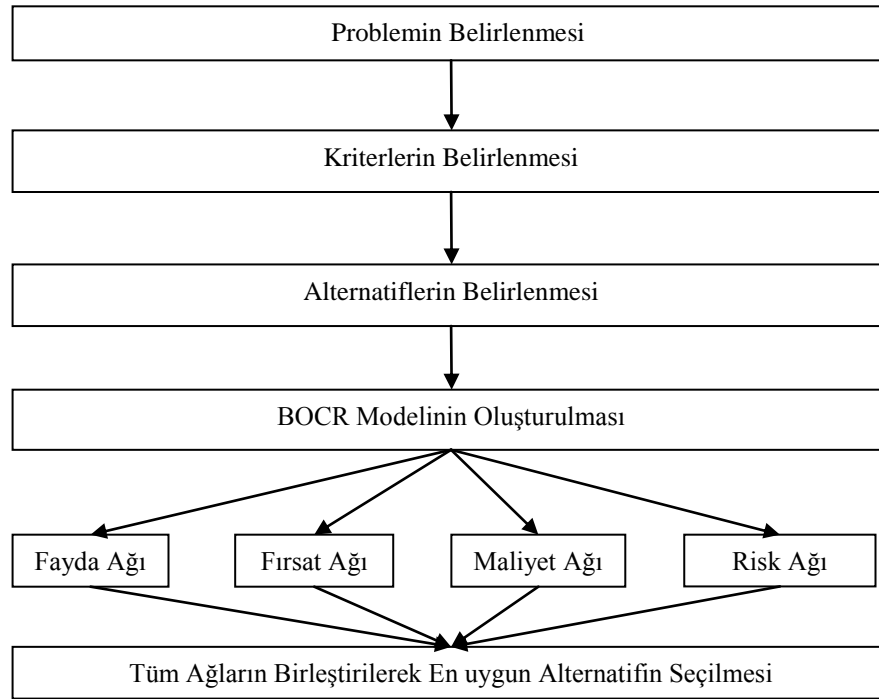 Problemin Belirlenmesi
Kriterlerin Belirlenmesi
Alternatiflerin Belirlenmesi
BOCR Modelinin Oluşturulması
Fayda Ağı
Fırsat Ağı
Maliyet Ağı
Risk Ağı
Tüm Ağların Birleştirilerek En uygun Alternatifin Seçilmesi